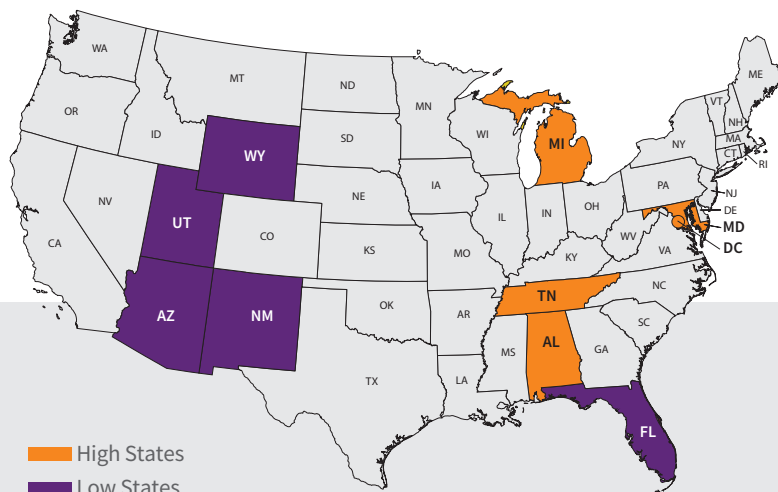 WA
MT
ND
MN
ME
VT
NH
OR
ID
SD
WI
MI
NY
MA
CT
RI
WY
IA
PA
NJ
NE
OH
DE
NV
UT
IL
IN
MD
CO
WV
DC
CA
KS
MO
KY
VA
AZ
NM
OK
TN
NC
AR
SC
MS
AL
GA
TX
LA
FL
High States
Low States